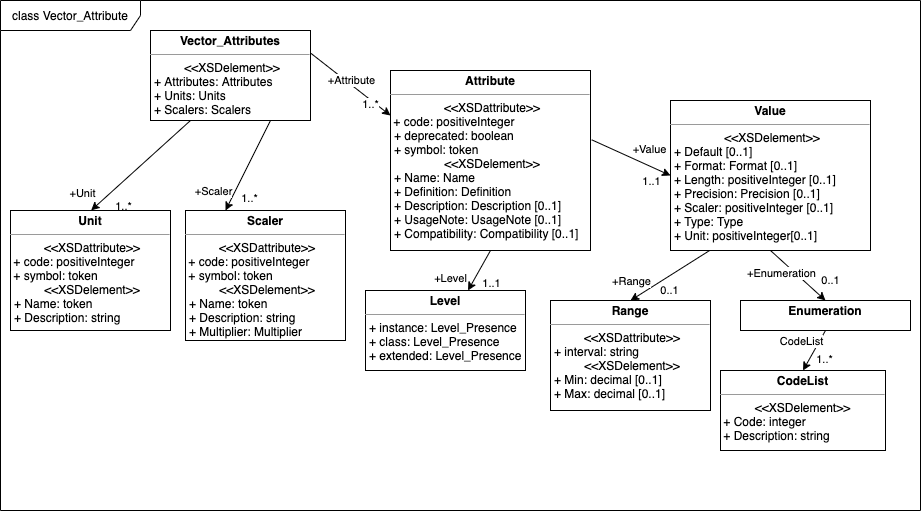 class Vector_Attribute
Vector_Attributes
<<XSDelement>>
+ Attributes: Attributes
+ Units: Units
+ Scalers: Scalers
+Attribute
1..*
Attribute
<<XSDattribute>>
+ code: positiveInteger
+ deprecated: boolean
+ symbol: token
<<XSDelement>>
+ Name: Name
+ Definition: Definition
+ Description: Description [0..1]
+ UsageNote: UsageNote [0..1]
+ Compatibility: Compatibility [0..1]
+Value
1..1
Value
<<XSDelement>>
+ Default [0..1]
+ Format: Format [0..1]
+ Length: positiveInteger [0..1]
+ Precision: Precision [0..1]
+ Scaler: positiveInteger [0..1]
+ Type: Type
+ Unit: positiveInteger[0..1]
+Unit
1..*
+Scaler
1..*
Unit
<<XSDattribute>>
+ code: positiveInteger
+ symbol: token
<<XSDelement>>
+ Name: token
+ Description: string
Scaler
<<XSDattribute>>
+ code: positiveInteger
+ symbol: token
<<XSDelement>>
+ Name: token
+ Description: string
+ Multiplier: Multiplier
+Level
1..1
Level
+ instance: Level_Presence
+ class: Level_Presence
+ extended: Level_Presence
+Range
0..1
+Enumeration
0..1
Range
<<XSDattribute>>
+ interval: string
<<XSDelement>>
+ Min: decimal [0..1]
+ Max: decimal [0..1]
Enumeration
CodeList
1..*
CodeList
<<XSDelement>>
+ Code: integer
+ Description: string